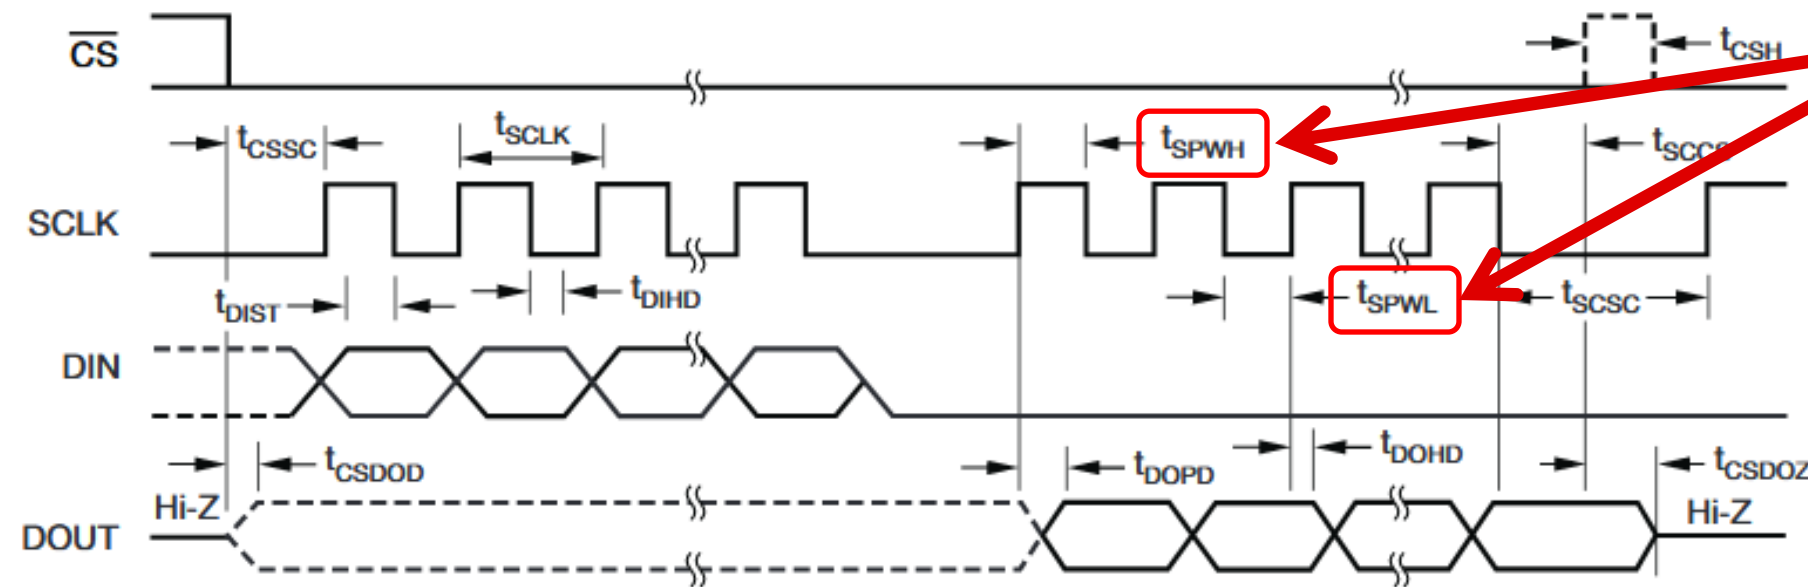 CS
tCSH
tCSSC
tSCLK
tSPWH
tSCCS
SCLK
tDIST
tDIHD
tSPWL
tSCSC
DIN
tCSDOD
tDOPD
tDOHD
tCSDOZ
Hi-Z
Hi-Z
DOUT